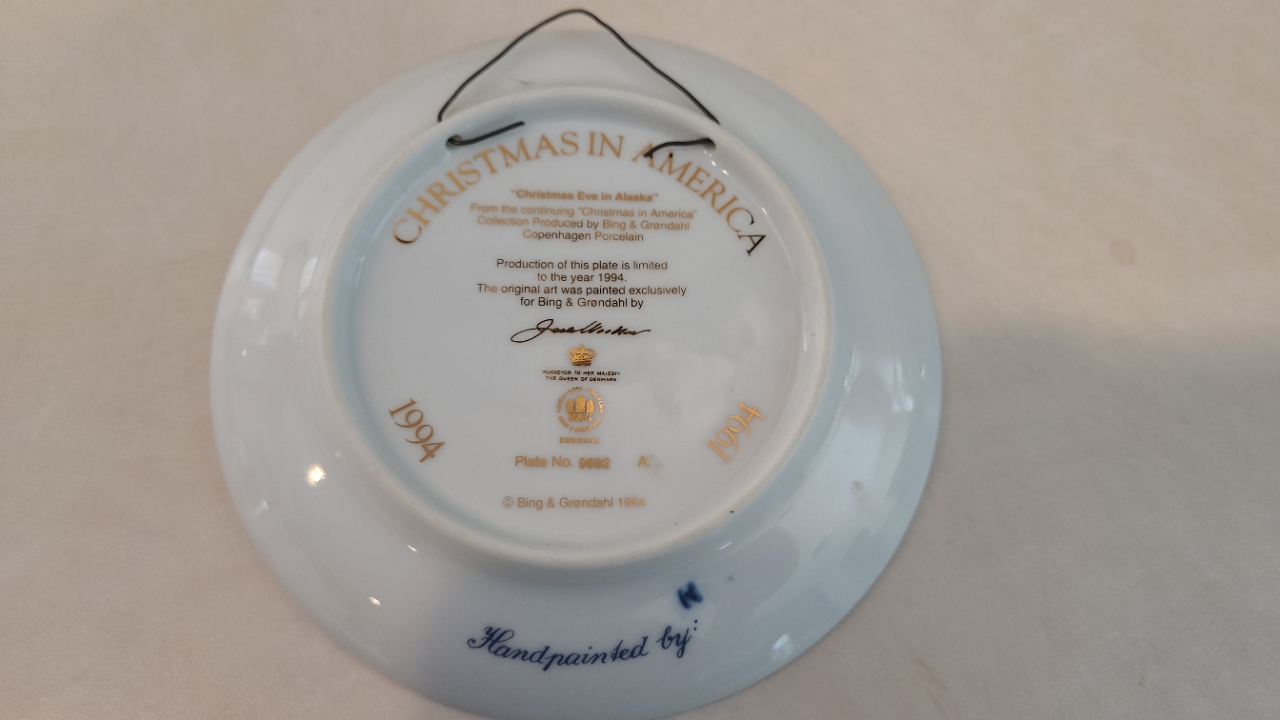 CHRISTMAS IN AMERICA
"Christmas Eve in Alaska"
From the continuing "Christmas in America"
Collection Produced by Bing & Grøndahl
Copenhagen Porcelain
Production of this plate is limited
to the year 1994.
The original art was painted exclusively
for Bing & Grøndahl by
PURVEYOR TO HER MAJESTY
THE QUEEN OF DENMARK
DENMARK
1994
1994
Plate No. 9692
© Bing & Grøndahl 1994
Handpainted by: